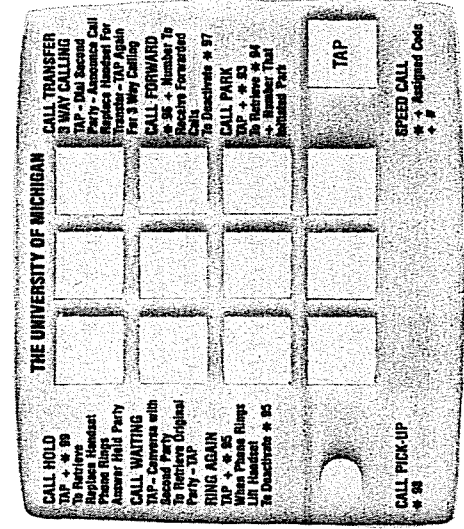 THE UNIVERSITY OF MICHIGAN
CALL HOLD
TAP + * 99
To Retrieve
Replace Handset
Phone Rings
Answer Held Party
CALL WAITING
TAP - Converse with
Second Party
To Retrieve Original
Party - TAP
RING AGAIN
TAP + * 95
When Phone Rings
Lift Handset
To Deactivate * 95
CALL PICK-UP
* 98
CALL TRANSFER
3 WAY CALLING
TAP - Dial Second
Party - Announce Call
Replace Handset For
Transfer - TAP Again
For 3 Way Calling
CALL FORWARD
* 96 + Number To
Receive Forwarded
Calls
To Deactivate * 97
CALL PARK
TAP + * 93
To Retrieve * 94
+ Number That
Initiated Park
TAP
SPEED CALL
* + Assigned Code
+ #